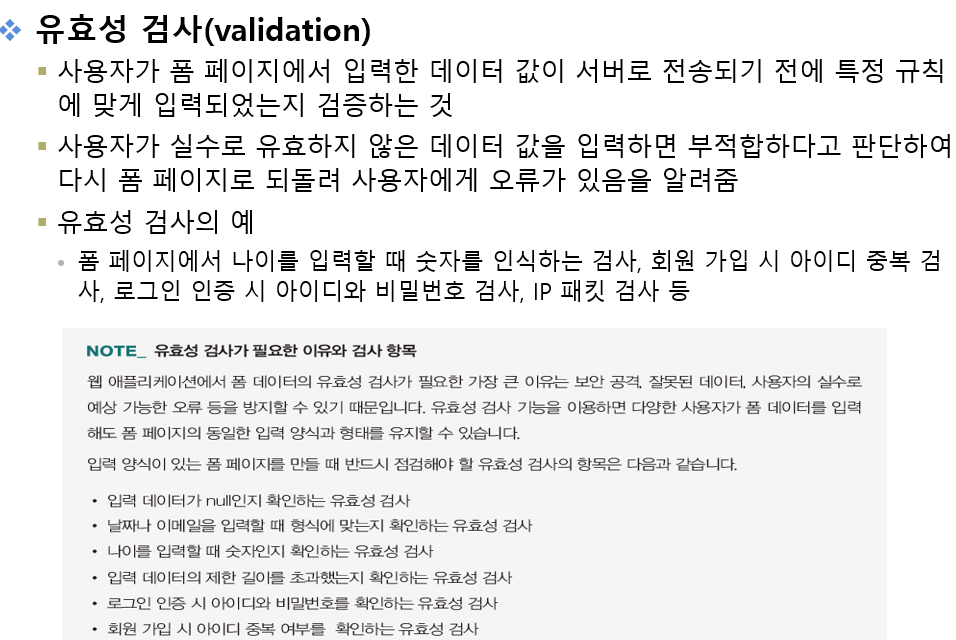 유효성 검사(validation)
사용자가 폼 페이지에서 입력한 데이터 값이 서버로 전송되기 전에 특정 규칙
에 맞게 입력되었는지 검증하는 것
사용자가 실수로 유효하지 않은 데이터 값을 입력하면 부적합하다고 판단하여
다시 폼 페이지로 되돌려 사용자에게 오류가 있음을 알려줌
유효성 검사의 예
폼 페이지에서 나이를 입력할 때 숫자를 인식하는 검사, 회원 가입 시 아이디 중복 검
사, 로그인 인증 시 아이디와 비밀번호 검사, IP 패킷 검사 등
NOTE_ 유효성 검사가 필요한 이유와 검사 항목
웹 애플리케이션에서 폼 데이터의 유효성 검사가 필요한 가장 큰 이유는 보안 공격, 잘못된 데이터, 사용자의 실수로
예상 가능한 오류 등을 방지할 수 있기 때문입니다. 유효성 검사 기능을 이용하면 다양한 사용자가 폼 데이터를 입력
해도 폼 페이지의 동일한 입력 양식과 형태를 유지할 수 있습니다.
입력 양식이 있는 폼 페이지를 만들 때 반드시 점검해야 할 유효성 검사의 항목은 다음과 같습니다.
• 입력 데이터가 null인지 확인하는 유효성 검사
• 날짜나 이메일을 입력할 때 형식에 맞는지 확인하는 유효성 검사
• 나이를 입력할 때 숫자인지 확인하는 유효성 검사
• 입력 데이터의 제한 길이를 초과했는지 확인하는 유효성 검사
• 로그인 인증 시 아이디와 비밀번호를 확인하는 유효성 검사
• 회원 가입 시 아이디 중복 여부를 확인하는 유효성 검사